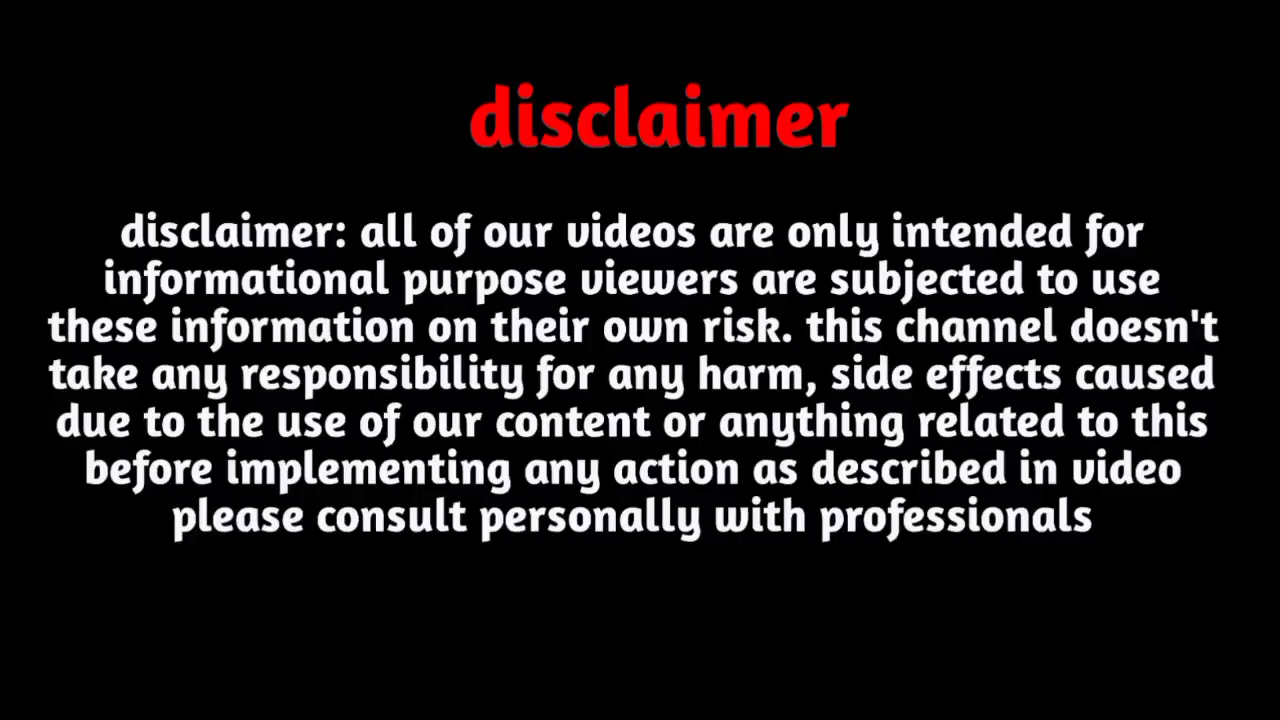 disclaimer
disclaimer: all of our videos are only intended for
informational purpose viewers are subjected to use
these information on their own risk. this channel doesn't
take any responsibility for any harm, side effects caused
due to the use of our content or anything related to this
before implementing any action as described in video
please consult personally with professionals